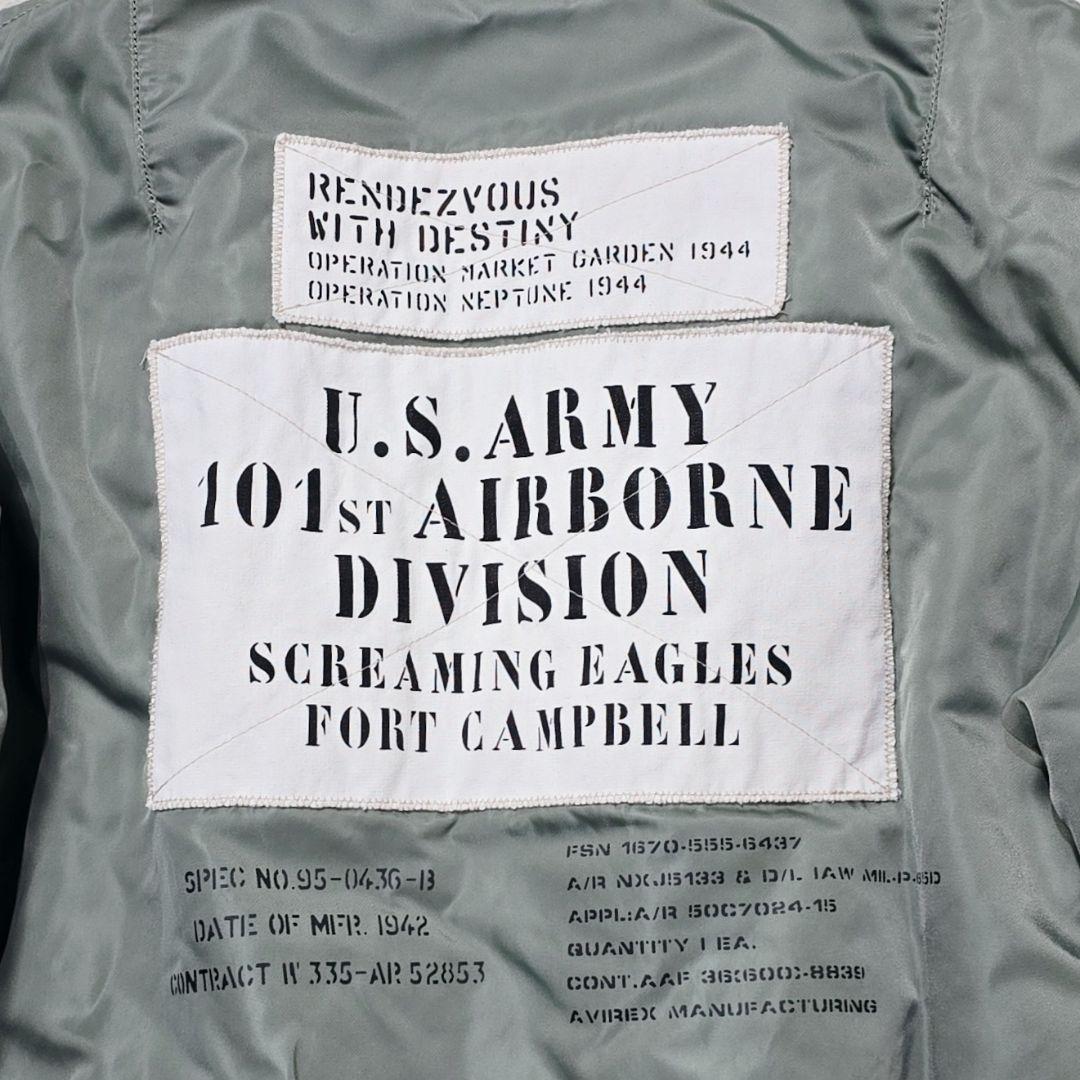 RENDEZVOUS
WITH DESTINY
OPERATION MARKET GARDEN 1944
OPERATION NEPTUNE 1944
U.S. ARMY
101ST AIRBORNE
DIVISION
SCREAMING EAGLES
FORT CAMPBELL
SPEC NO.95-0436-B
DATE OF MFR. 1942
CONTRACT W 335-AR 52853
FSN 1670-555-6437
A/R NXJ5133 & D/L IAW MIL-P-85D
APPL:A/R 50C7024-15
QUANTITY 1 EA.
CONT.AAF 36(600)-8839
AVIREX MANUFACTURING